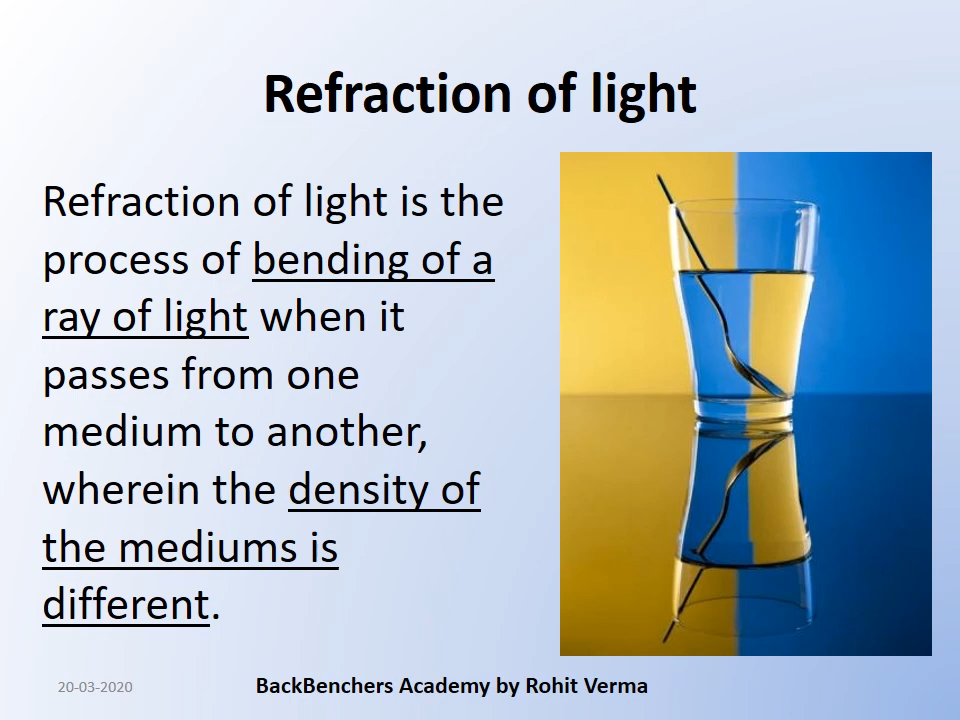 Refraction of light
Refraction of light is the
process of bending of a
ray of light when it
passes from one
medium to another,
wherein the density of
the mediums is
different.
20-03-2020
BackBenchers Academy by Rohit Verma